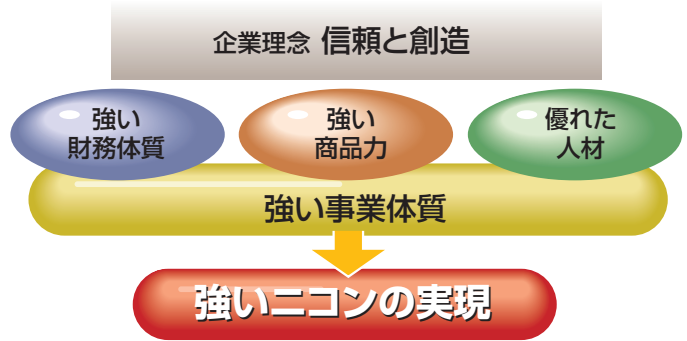 企業理念 信頼と創造
強い
財務体質
強い
商品力
優れた
人材
強い事業体質
強いニコンの実現